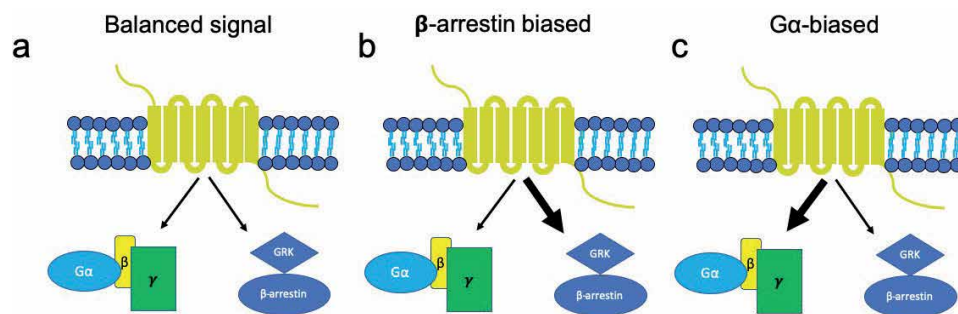 Balanced signal
β-arrestin biased
Gα-biased
a
b
c
Gα
β
γ
GRK
β-arrestin
Gα
β
γ
GRK
β-arrestin
Gα
β
γ
GRK
β-arrestin